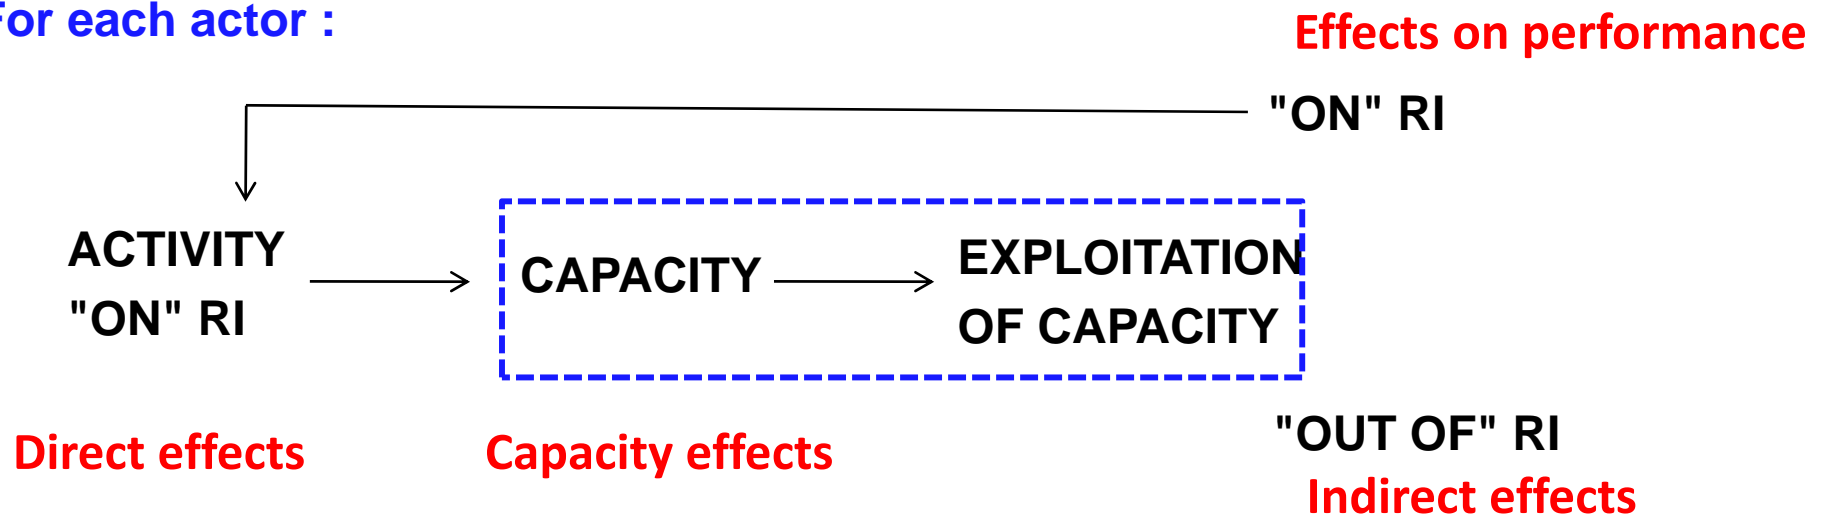 For each actor :
Effects on performance
"ON" RI
ACTIVITY
"ON" RI
CAPACITY
EXPLOITATION
OF CAPACITY
"OUT OF" RI
Direct effects
Capacity effects
Indirect effects